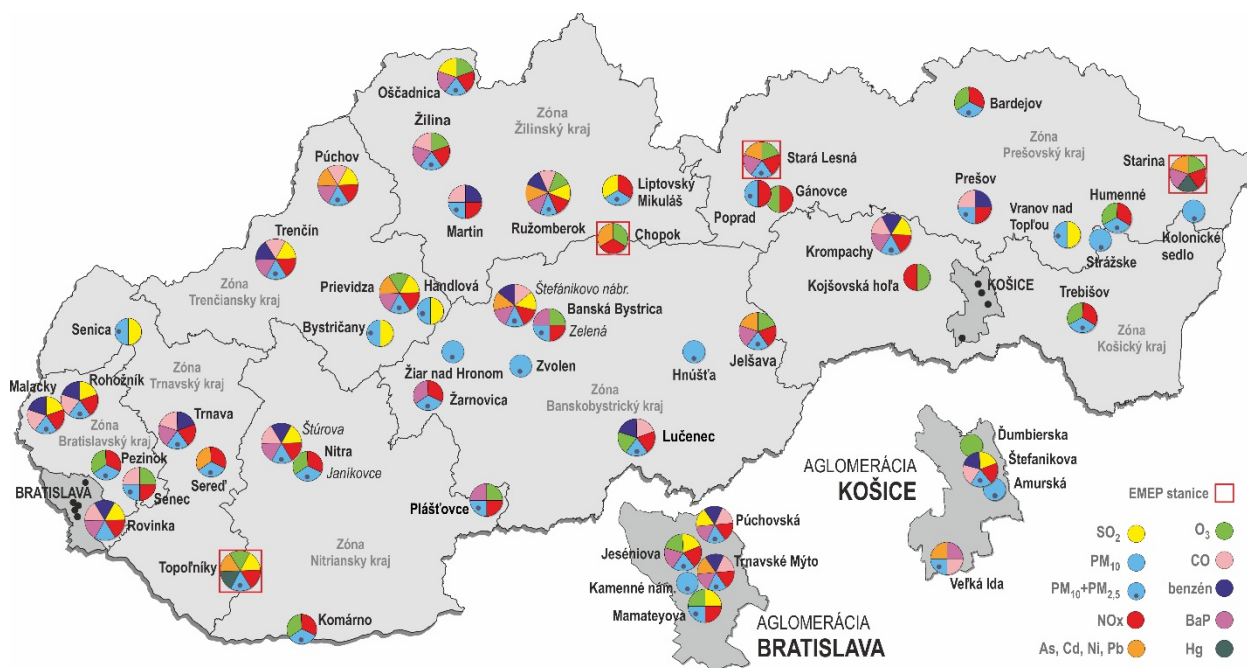 Oščadnica
Zóna
Žilinský kraj
Žilina
Bardejov
Zóna
Prešovský kraj
Púchov
Stará Lesná
Starina
Martin
Ružomberok
Liptovský
Mikuláš
Poprad
Gánovce
Prešov
Humenné
Vranov nad
Topľou
Strážske
Kolonické
sedlo
Chopok
Trenčín
Zóna
Trenčiansky kraj
Krompachy
Kojšovská hoľa
KOŠICE
Prievidza
Handlová
Štefánikovo nábr.
Banská Bystrica
Zelená
Trebišov
Zóna
Košický kraj
Senica
Bystričany
Jelšava
Hnúšťa
Zvolen
Žiar nad Hronom
Žarnovica
Zóna
Trnavský kraj
Malacky
Rohožník
Zóna
Banskobystrický kraj
Trnava
Zóna
Bratislavský kraj
Štúrova
Nitra
Janíkovce
Lučenec
Pezinok
Sereď
Senec
BRATISLAVA
Rovinka
Plášťovce
Zóna
Nitriansky kraj
Topoľníky
Komárno
Púchovská
Jeséniova
Trnavské Mýto
Kamenné nám.
Mamateyova
AGLOMERÁCIA
BRATISLAVA
AGLOMERÁCIA
KOŠICE
Ďumbierska
Štefanikova
Amurská
Veľká Ida
EMEP stanice
SO2
O3
PM10
CO
PM10+PM2,5
benzén
NOx
BaP
As, Cd, Ni, Pb
Hg